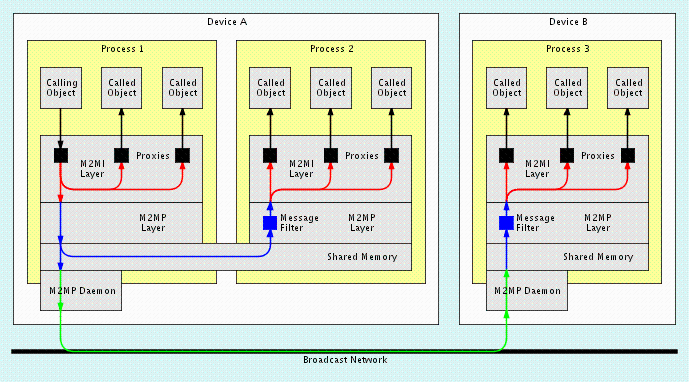 Device A
Device B
Process 1
Process 2
Process 3
Calling
Object
Called
Object
Called
Object
Called
Object
Called
Object
Called
Object
Called
Object
Called
Object
Called
Object
M2MI
Layer
Proxies
M2MI
Layer
Proxies
M2MI
Layer
Proxies
M2MP
Layer
Message
Filter
M2MP
Layer
Message
Filter
M2MP
Layer
Shared Memory
Shared Memory
M2MP Daemon
M2MP Daemon
Broadcast Network